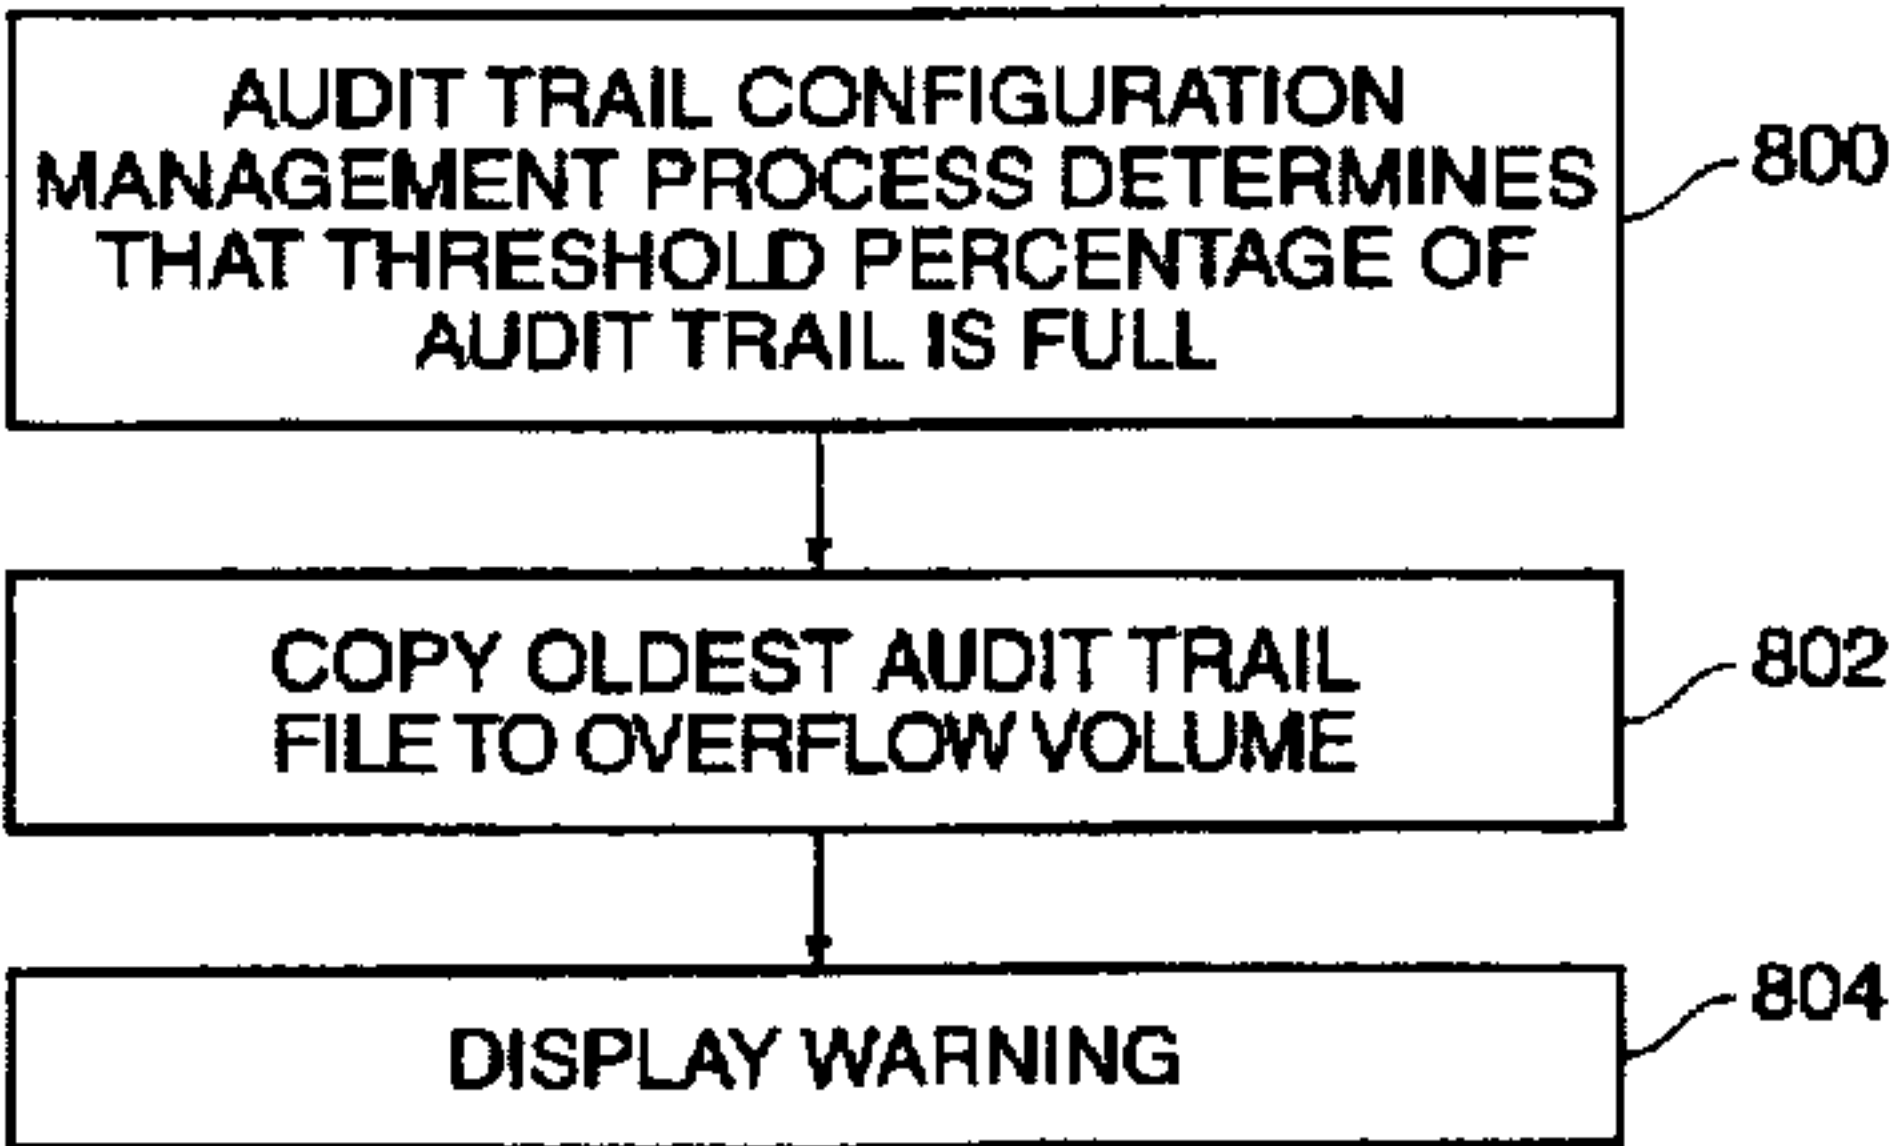 AUDIT TRAIL CONFIGURATION
MANAGEMENT PROCESS DETERMINES
THAT THRESHOLD PERCENTAGE OF
AUDIT TRAIL IS FULL
800
COPY OLDEST AUDIT TRAIL
FILE TO OVERFLOW VOLUME
802
DISPLAY WARNING
804